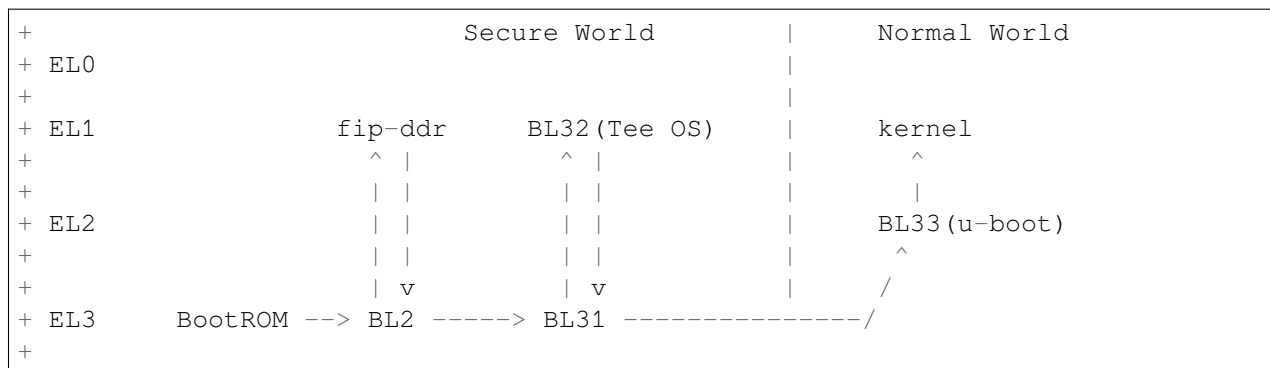 +                            Secure World        |     Normal World
+ EL0                                            |
+                                                |
+ EL1                fip-ddr     BL32(Tee OS)    |     kernel
+                      ^ |         ^ |           |       ^
+                      | |         | |           |       |
+ EL2                  | |         | |           |     BL33(u-boot)
+                      | |         | |           |      ^
+                      | v         | v           |     /
+ EL3     BootROM --> BL2 -----> BL31 ---------------/
+